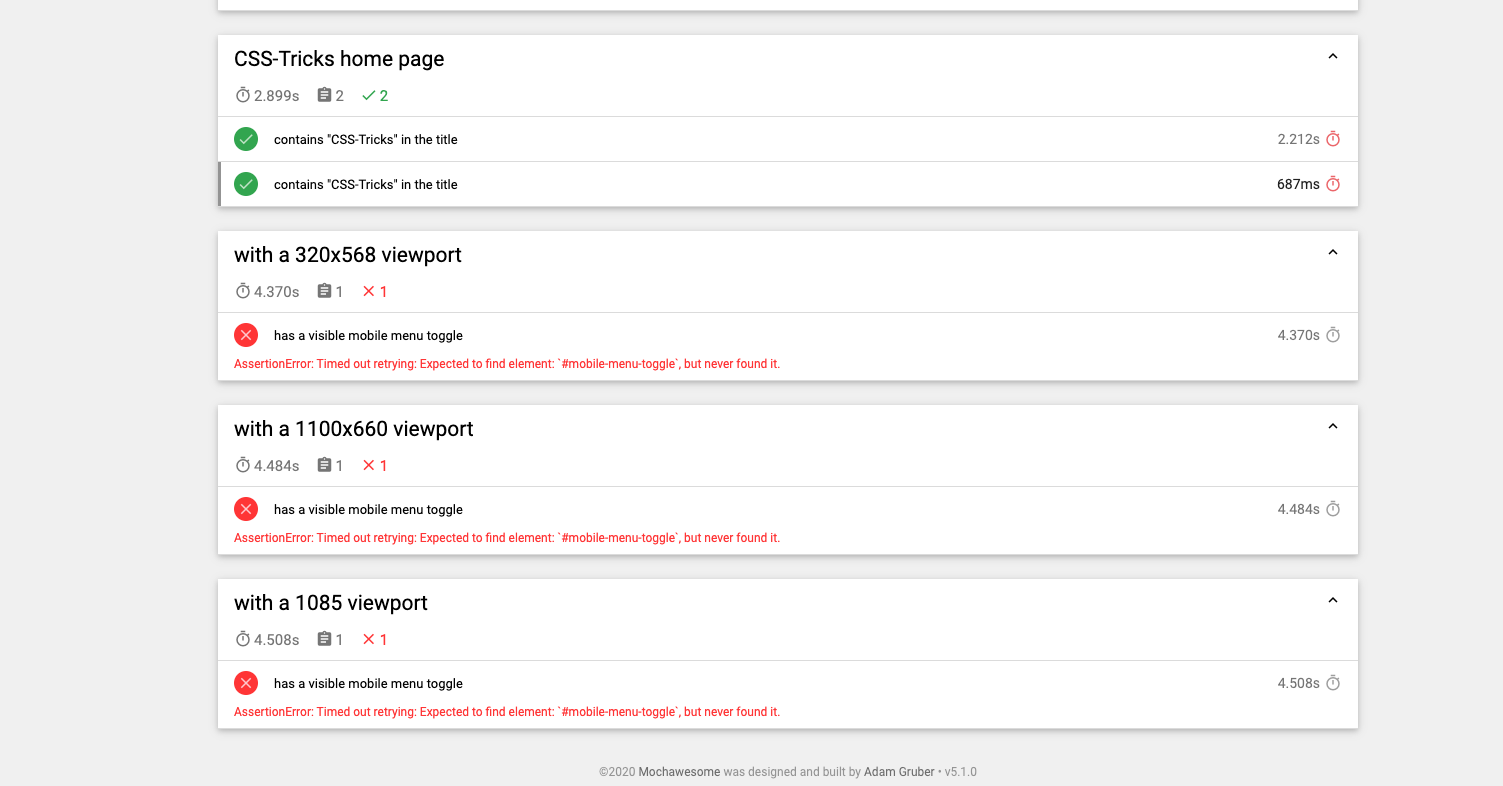 CSS-Tricks home page
2.899s 2 2
contains "CSS-Tricks" in the title 2.212s
contains "CSS-Tricks" in the title 687ms
with a 320x568 viewport
4.370s 1 1
has a visible mobile menu toggle 4.370s
AssertionError: Timed out retrying: Expected to find element: `#mobile-menu-toggle`, but never found it.
with a 1100x660 viewport
4.484s 1 1
has a visible mobile menu toggle 4.484s
AssertionError: Timed out retrying: Expected to find element: `#mobile-menu-toggle`, but never found it.
with a 1085 viewport
4.508s 1 1
has a visible mobile menu toggle 4.508s
AssertionError: Timed out retrying: Expected to find element: `#mobile-menu-toggle`, but never found it.
©2020 Mochawesome was designed and built by Adam Gruber • v5.1.0